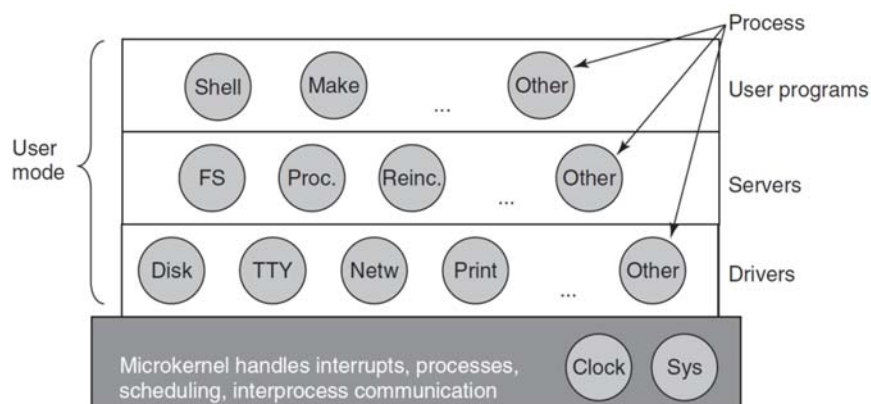 Process
Shell Make ... Other User programs
User
mode
FS Proc. Reinc. ... Other Servers
Disk TTY Netw Print ... Other Drivers
Microkernel handles interrupts, processes,
scheduling, interprocess communication
Clock Sys